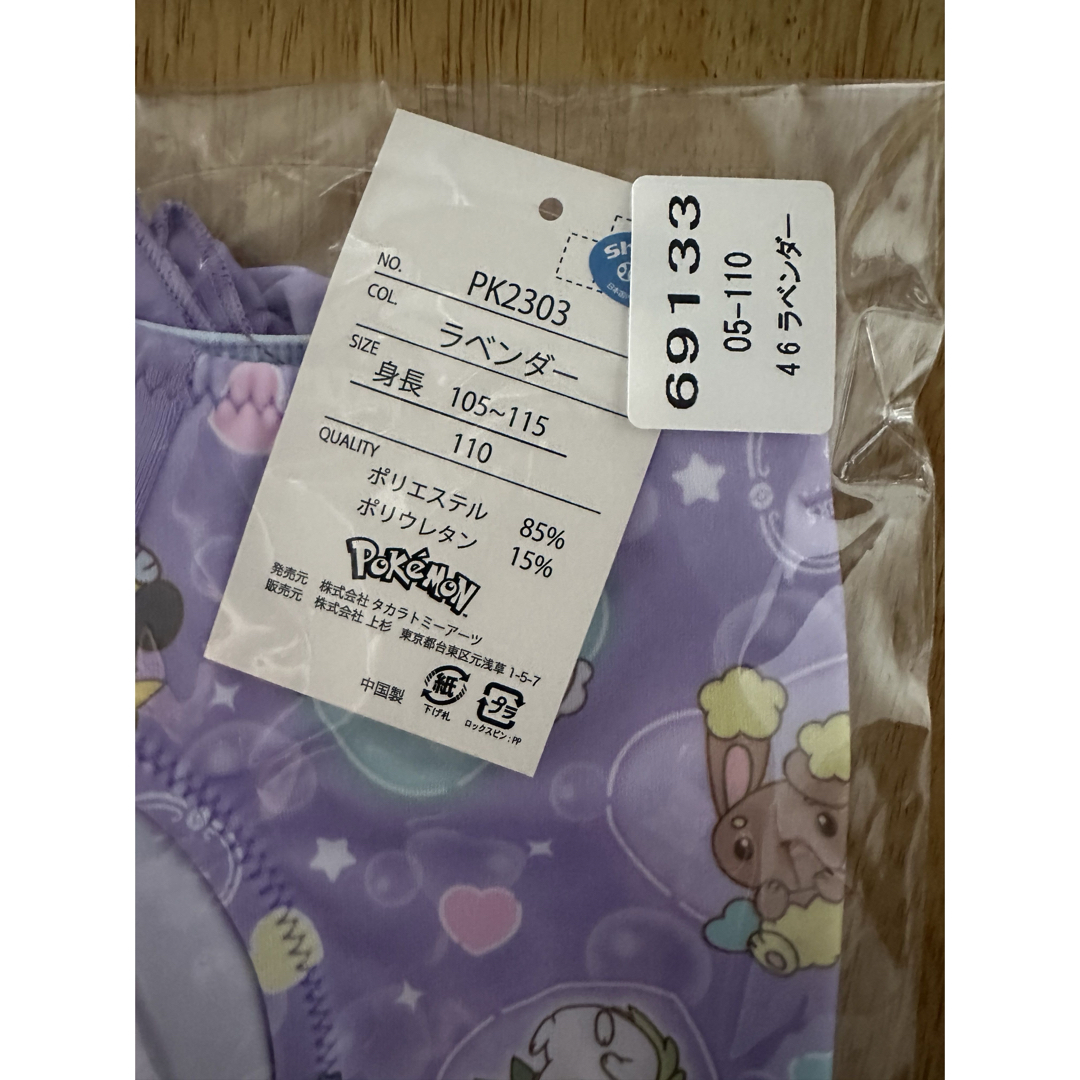 NO.
PK2303
COL.
ラベンダー
SIZE
身長 105~115
110
QUALITY
ポリエステル 85%
ポリウレタン 15%
POKéMON
発売元 株式会社 タカラトミーアーツ
販売元 株式会社 上杉 東京都台東区元浅草 1-5-7
中国製
紙
下げ札
プラ
ロックスピン:PP
69133
05-110
46ラベンダー